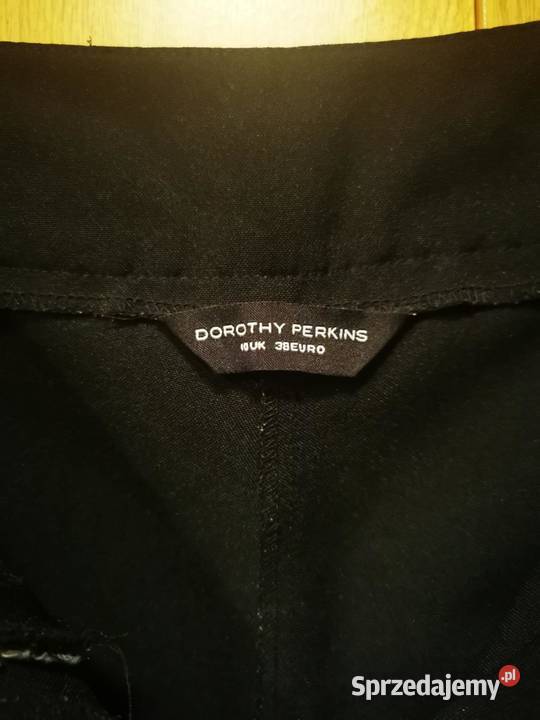 DOROTHY PERKINS
10UK 38EURO
Sprzedajemy.pl